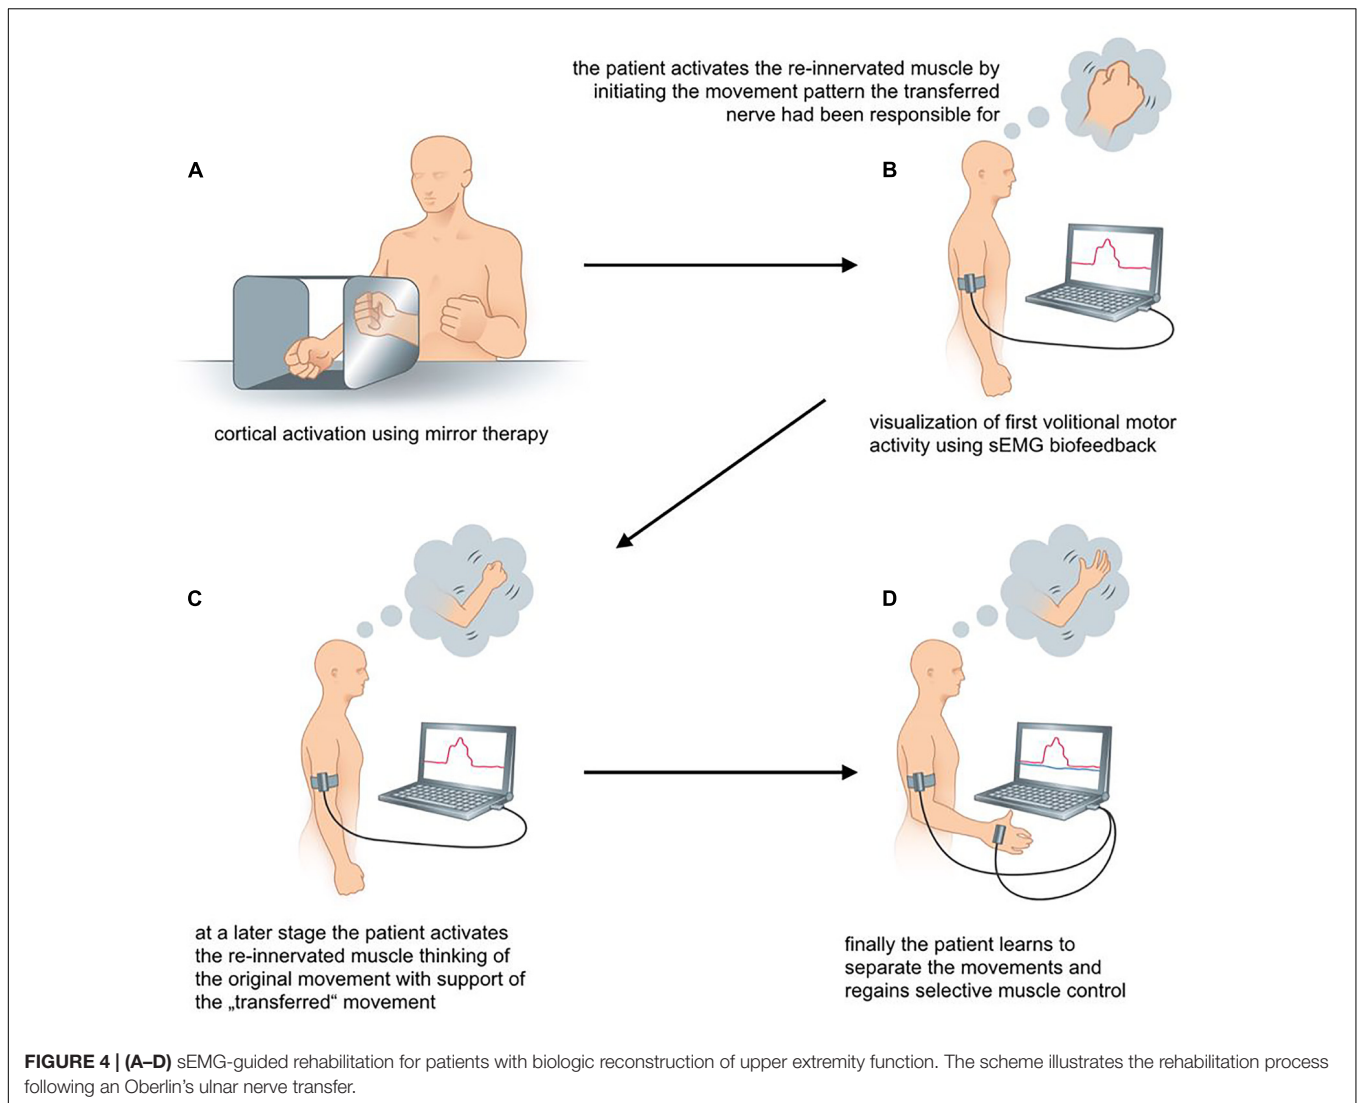 the patient activates the re-innervated muscle by
initiating the movement pattern the transferred
nerve had been responsible for
A
B
cortical activation using mirror therapy
visualization of first volitional motor
activity using sEMG biofeedback
C
D
at a later stage the patient activates
the re-innervated muscle thinking of
the original movement with support of
the „transferred“ movement
finally the patient learns to
separate the movements and
regains selective muscle control
FIGURE 4 | (A–D) sEMG-guided rehabilitation for patients with biologic reconstruction of upper extremity function. The scheme illustrates the rehabilitation process
following an Oberlin’s ulnar nerve transfer.